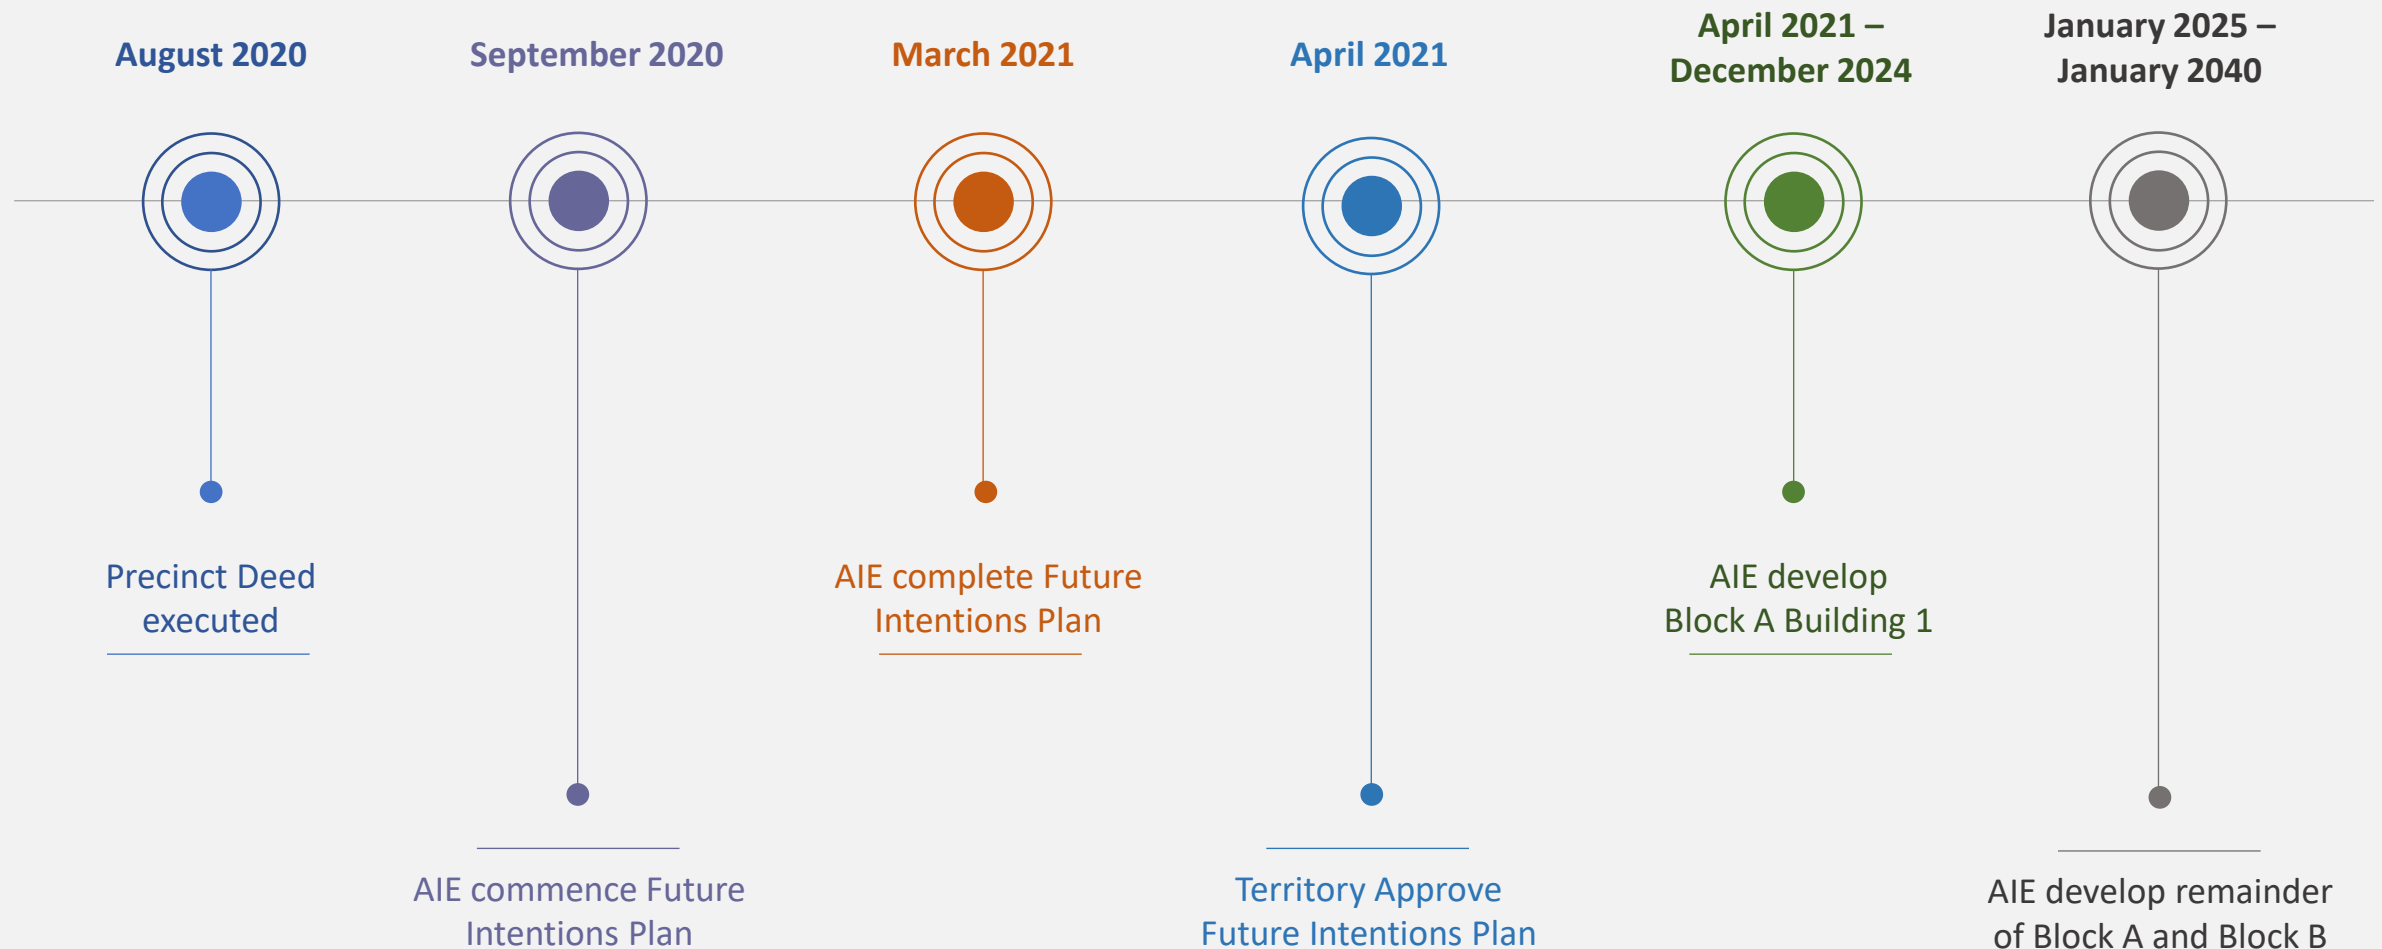 August 2020
September 2020
March 2021
April 2021
April 2021 –
December 2024
January 2025 –
January 2040
Precinct Deed
executed
AIE complete Future
Intentions Plan
AIE develop
Block A Building 1
AIE commence Future
Intentions Plan
Territory Approve
Future Intentions Plan
AIE develop remainder
of Block A and Block B